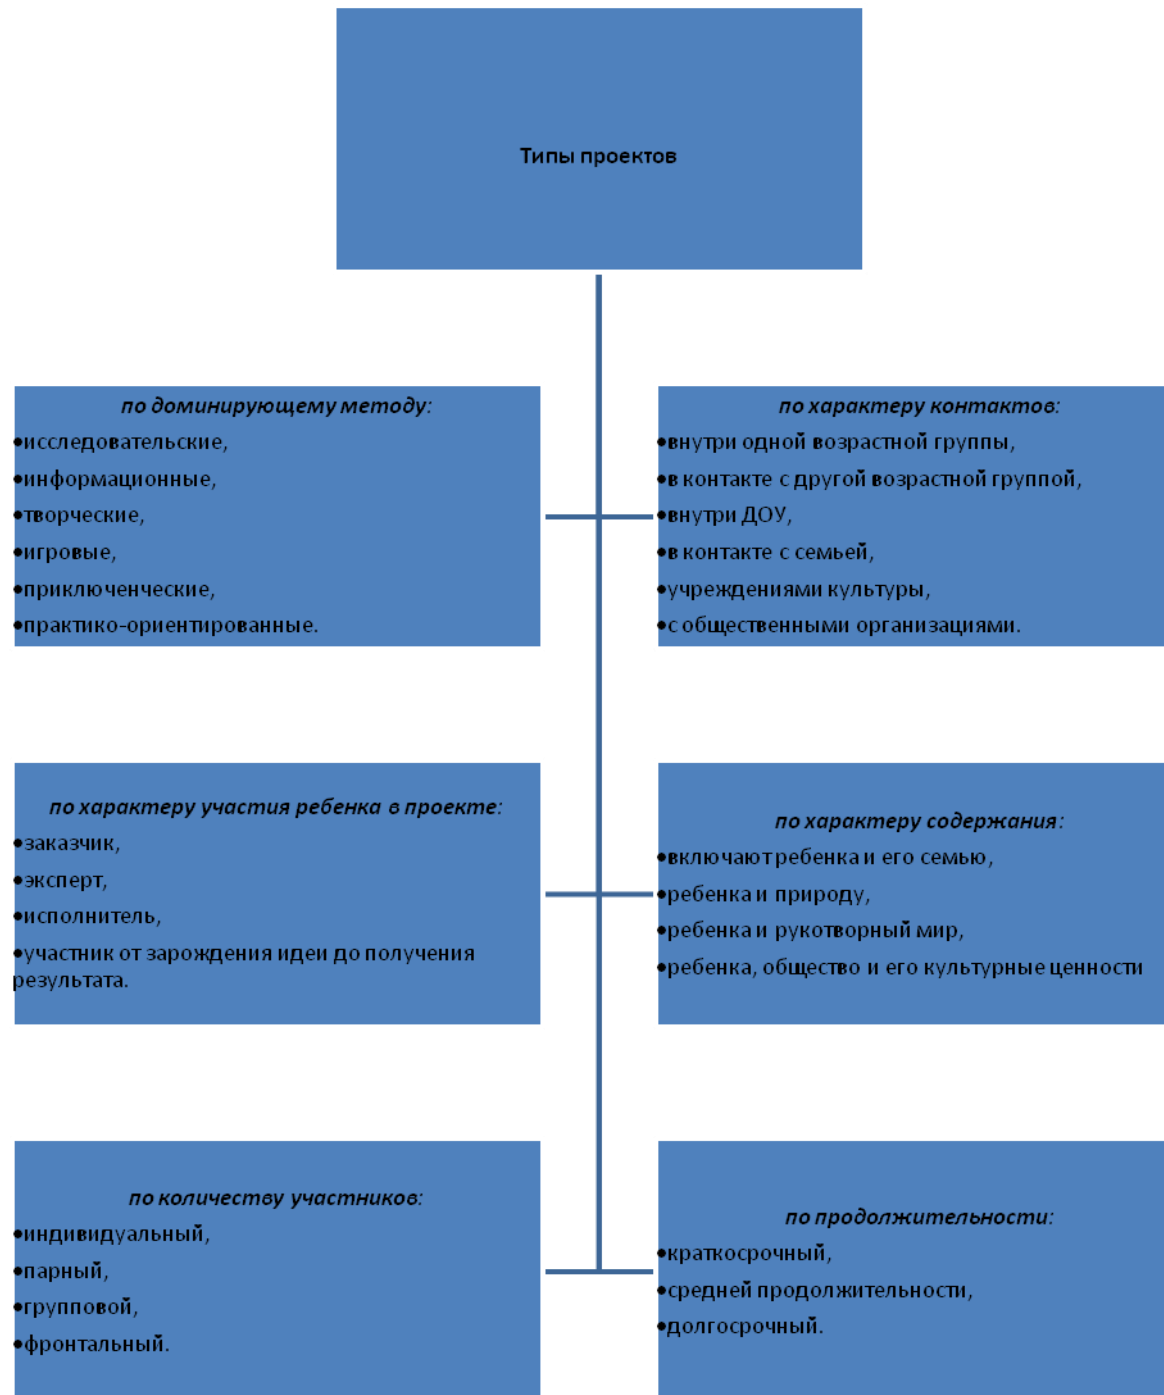 Типы проектов
по доминирующему методу:
•исследовательские,
•информационные,
•творческие,
•игровые,
•приключенческие,
•практико-ориентированные.
по характеру контактов:
•внутри одной возрастной группы,
•в контакте с другой возрастной группой,
•внутри ДОУ,
•в контакте с семьей,
•учреждениями культуры,
•с общественными организациями.
по характеру участия ребенка в проекте:
•заказчик,
•эксперт,
•исполнитель,
•участник от зарождения идеи до получения
результата.
по характеру содержания:
•включают ребенка и его семью,
•ребенка и природу,
•ребенка и рукотворный мир,
•ребенка, общество и его культурные ценности
по количеству участников:
•индивидуальный,
•парный,
•групповой,
•фронтальный.
по продолжительности:
•краткосрочный,
•средней продолжительности,
•долгосрочный.